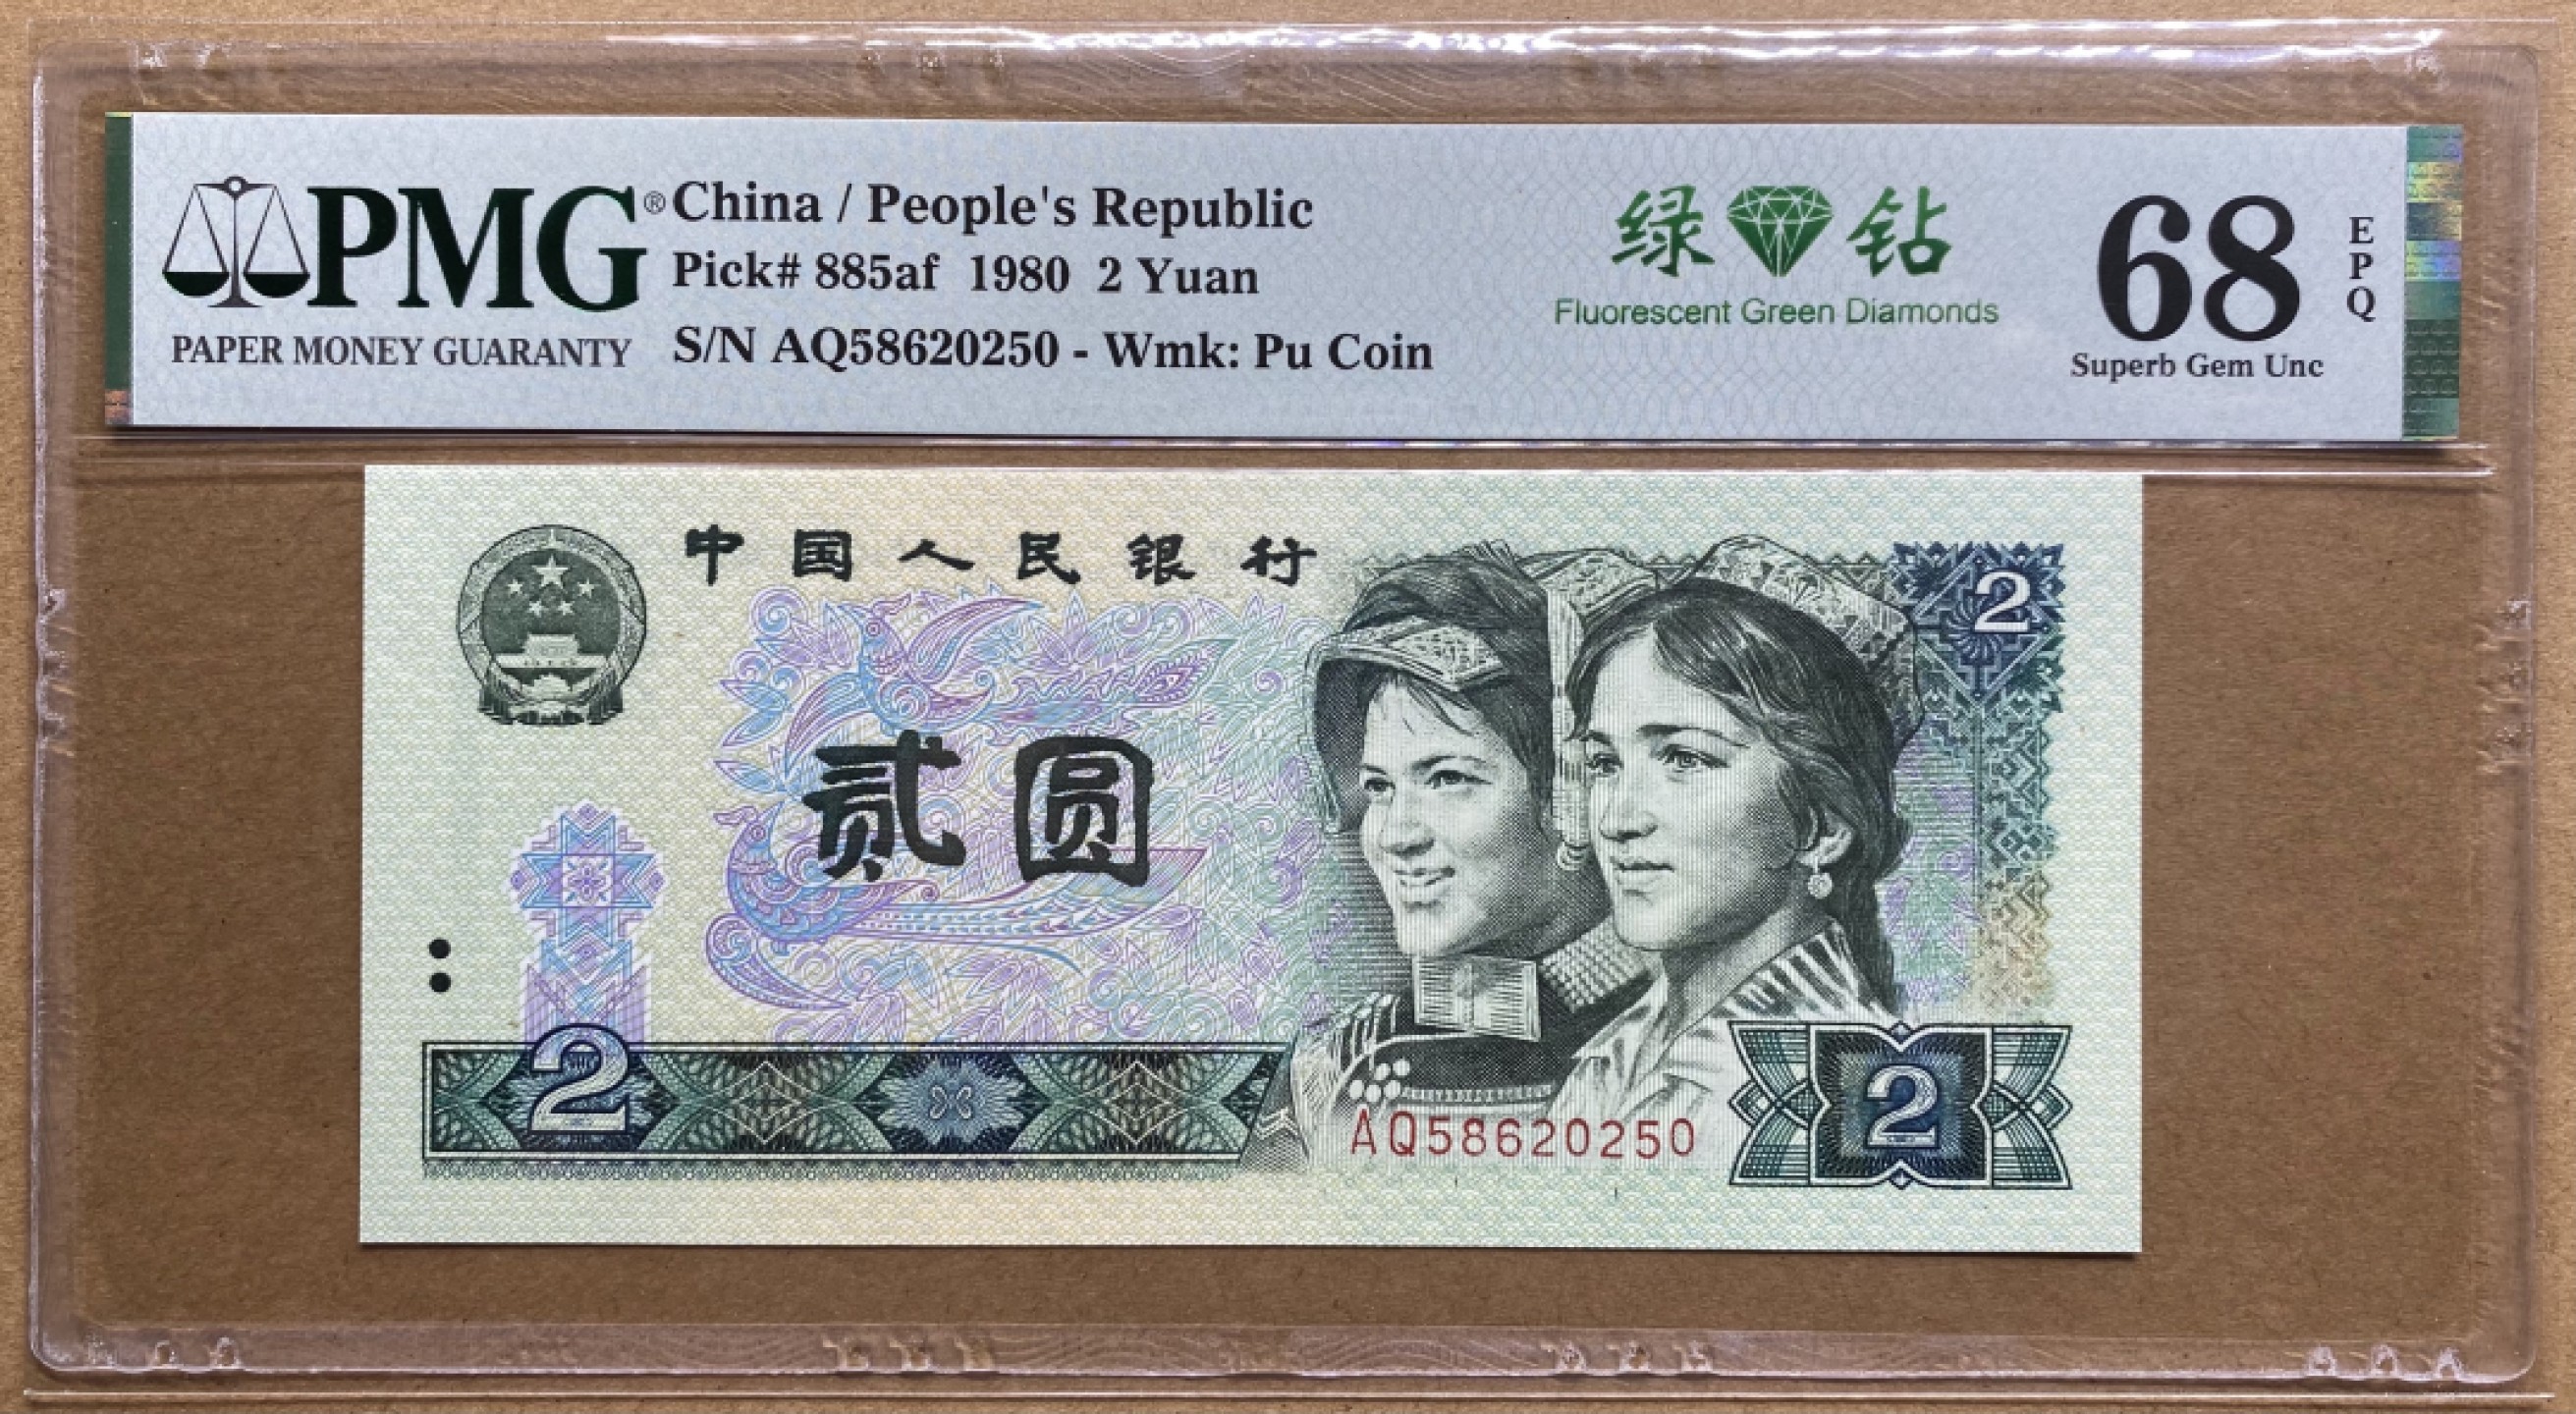 PMG®
PAPER MONEY GUARANTY
China / People's Republic
Pick# 885af 1980 2 Yuan
S/N AQ58620250 - Wmk: Pu Coin
绿钻
Fluorescent Green Diamonds
68
EPQ
Superb Gem Unc
中国人民银行
2
贰圆
2
AQ58620250
2